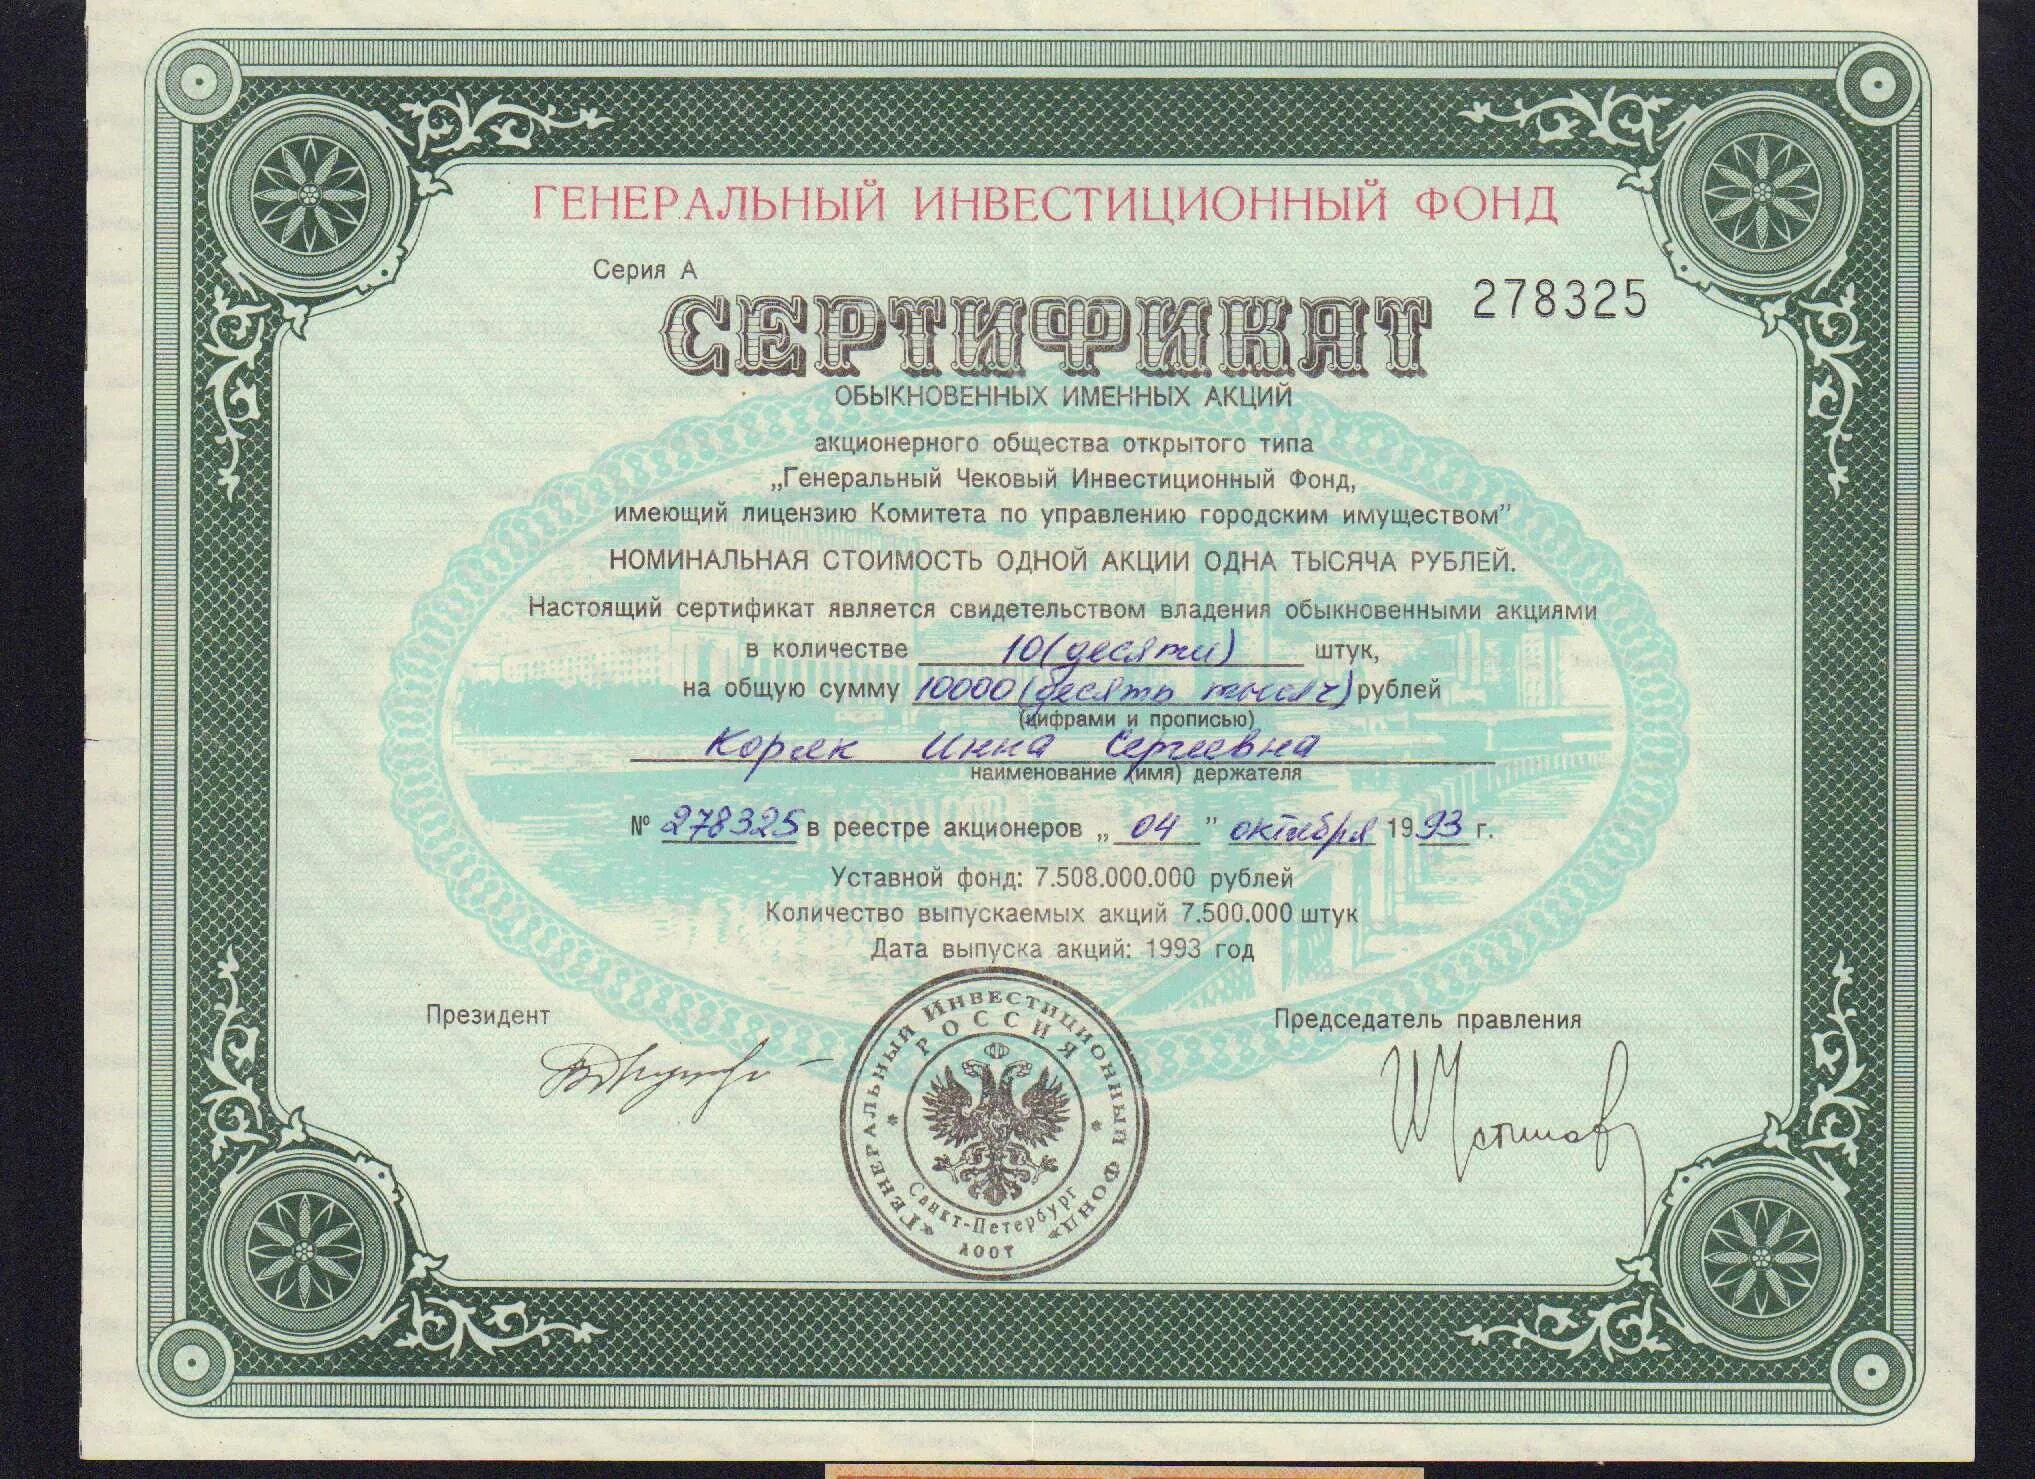 ГЕНЕРАЛЬНЫЙ ИНВЕСТИЦИОННЫЙ ФОНД
Серия А
278325
СЕРТИФИКАТ
ОБЫКНОВЕННЫХ ИМЕННЫХ АКЦИЙ
акционерного общества открытого типа
„Генеральный Чековый Инвестиционный Фонд,
имеющий лицензию Комитета по управлению городским имуществом”
НОМИНАЛЬНАЯ СТОИМОСТЬ ОДНОЙ АКЦИИ ОДНА ТЫСЯЧА РУБЛЕЙ.
Настоящий сертификат является свидетельством владения обыкновенными акциями
в количестве 10 (десяти) штук,
на общую сумму 10000 (десять тысяч) рублей
(цифрами и прописью)
Коряк Инна Сергеевна
наименование (имя) держателя
№ 278325 в реестре акционеров „ 04 ” октября 1993 г.
Уставной фонд: 7.508.000.000 рублей
Количество выпускаемых акций 7.500.000 штук
Дата выпуска акций: 1993 год
Президент
Председатель правления
«Генеральный Инвестиционный Фонд»
РОССИЯ
Санкт-Петербург